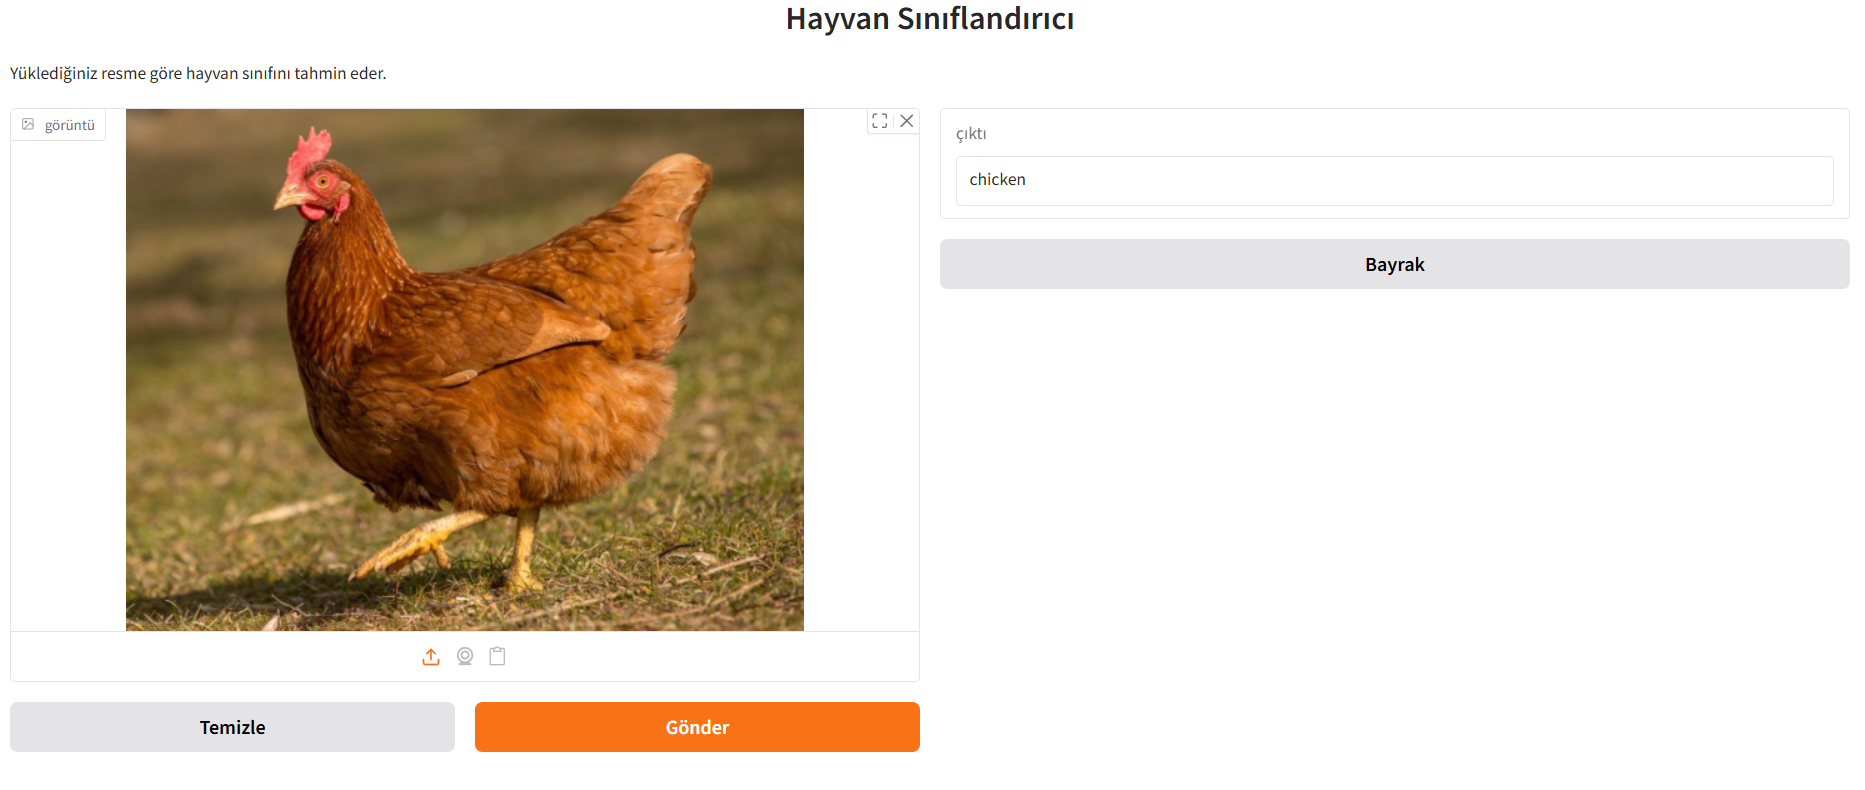 Hayvan Sınıflandırıcı
Yüklediğiniz resme göre hayvan sınıfını tahmin eder.
görüntü
çıktı
chicken
Bayrak
Temizle
Gönder